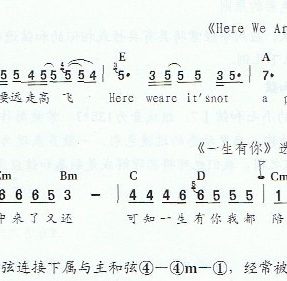 《Here We Ar
E A
5 5 5 5 5 | 5· 3 5 5 5 3· | 7·
要远走高飞· Here weare it'snot a p
《一生有你》选
Em Bm C D Cm
6 6 6 5 3 – | 4 4 4 6 5 5 5 5 6 |
中来了又还 可知一生有你我都 陪
弦连接下属与主和弦④—④m—①，经常被